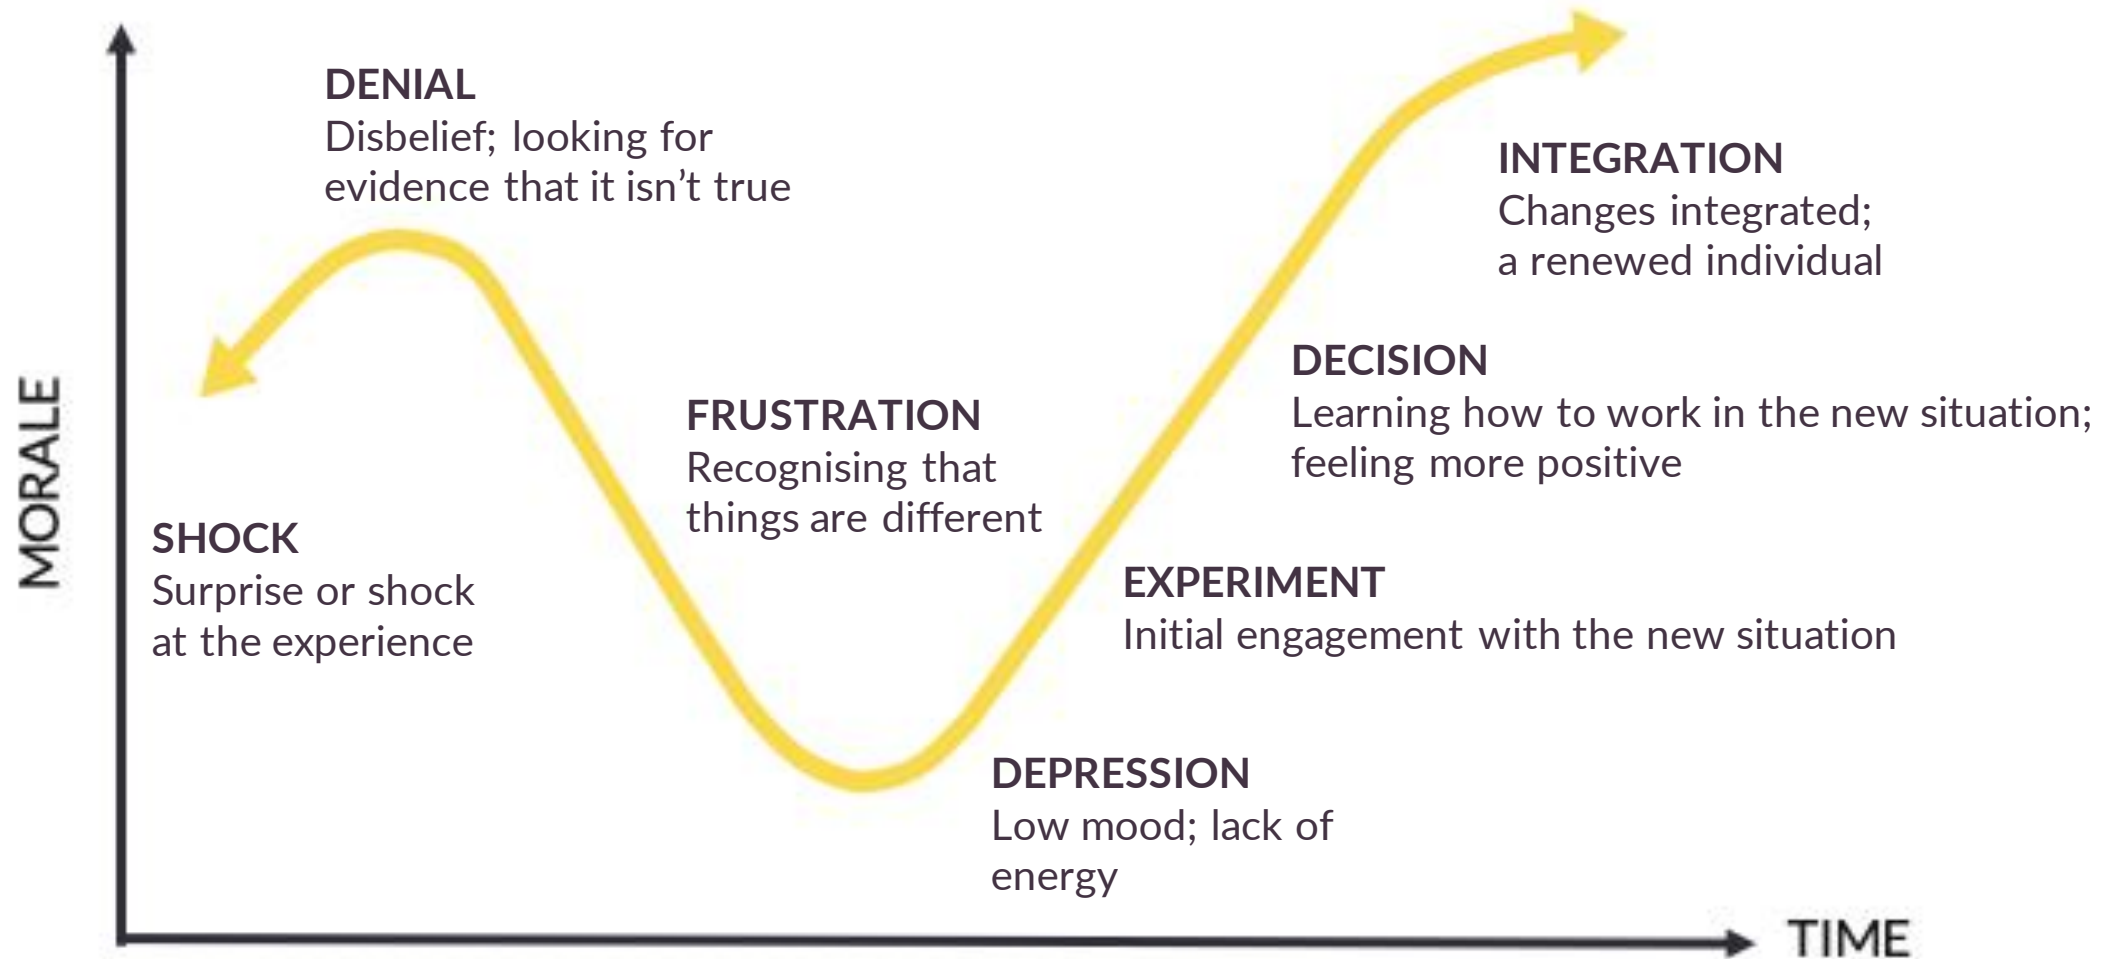 MORALE
DENIAL
Disbelief; looking for
evidence that it isn’t true
SHOCK
Surprise or shock
at the experience
FRUSTRATION
Recognising that
things are different
DEPRESSION
Low mood; lack of
energy
EXPERIMENT
Initial engagement with the new situation
DECISION
Learning how to work in the new situation;
feeling more positive
INTEGRATION
Changes integrated;
a renewed individual
TIME